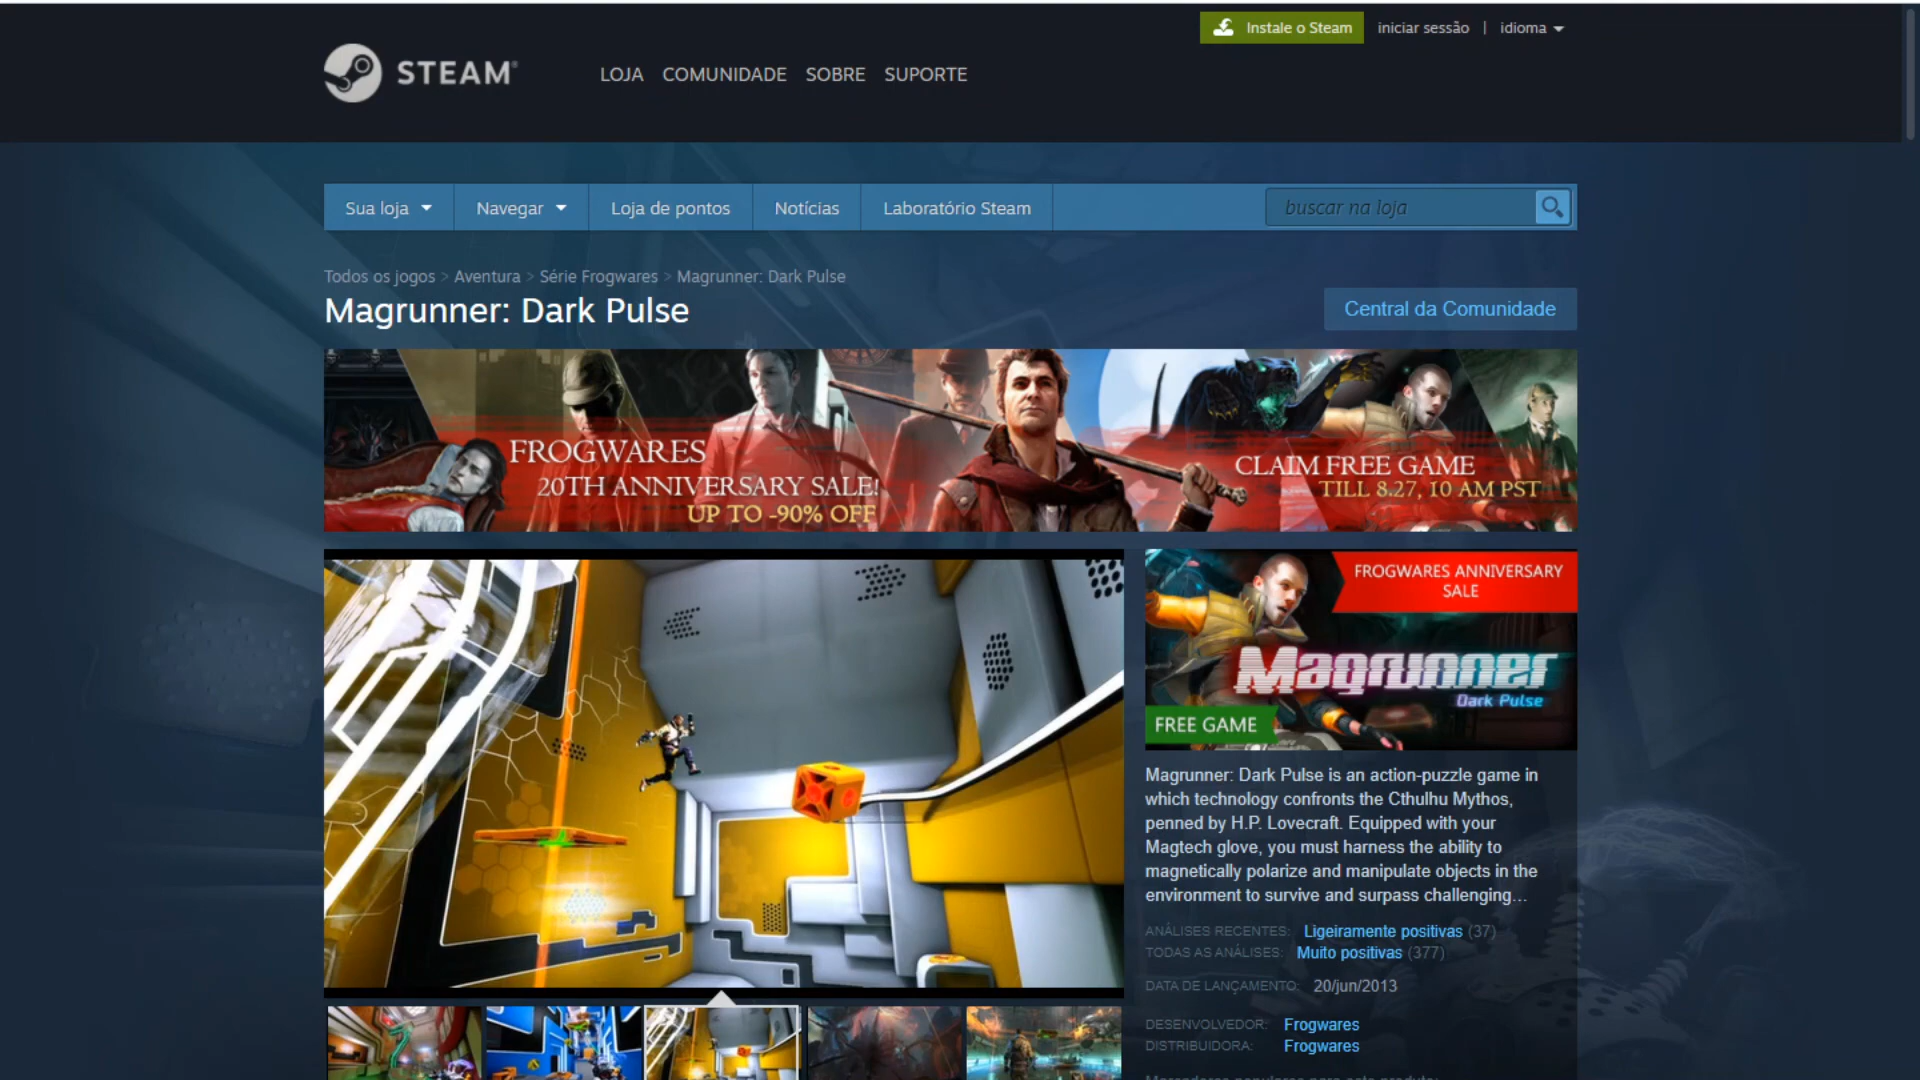 Instale o Steam
iniciar sessão | idioma
STEAM®
LOJA COMUNIDADE SOBRE SUPORTE
Sua loja Navegar Loja de pontos Notícias Laboratório Steam buscar na loja
Todos os jogos > Aventura > Série Frogwares > Magrunner: Dark Pulse
Magrunner: Dark Pulse
Central da Comunidade
FROGWARES
20TH ANNIVERSARY SALE!
UP TO -90% OFF
CLAIM FREE GAME
TILL 8.27, 10 AM PST
FROGWARES ANNIVERSARY
SALE
Magrunner
Dark Pulse
FREE GAME
Magrunner: Dark Pulse is an action-puzzle game in
which technology confronts the Cthulhu Mythos,
penned by H.P. Lovecraft. Equipped with your
Magtech glove, you must harness the ability to
magnetically polarize and manipulate objects in the
environment to survive and surpass challenging...
ANÁLISES RECENTES: Ligeiramente positivas (37)
TODAS AS ANÁLISES: Muito positivas (377)
DATA DE LANÇAMENTO: 20/jun/2013
DESENVOLVEDOR: Frogwares
DISTRIBUIDORA: Frogwares